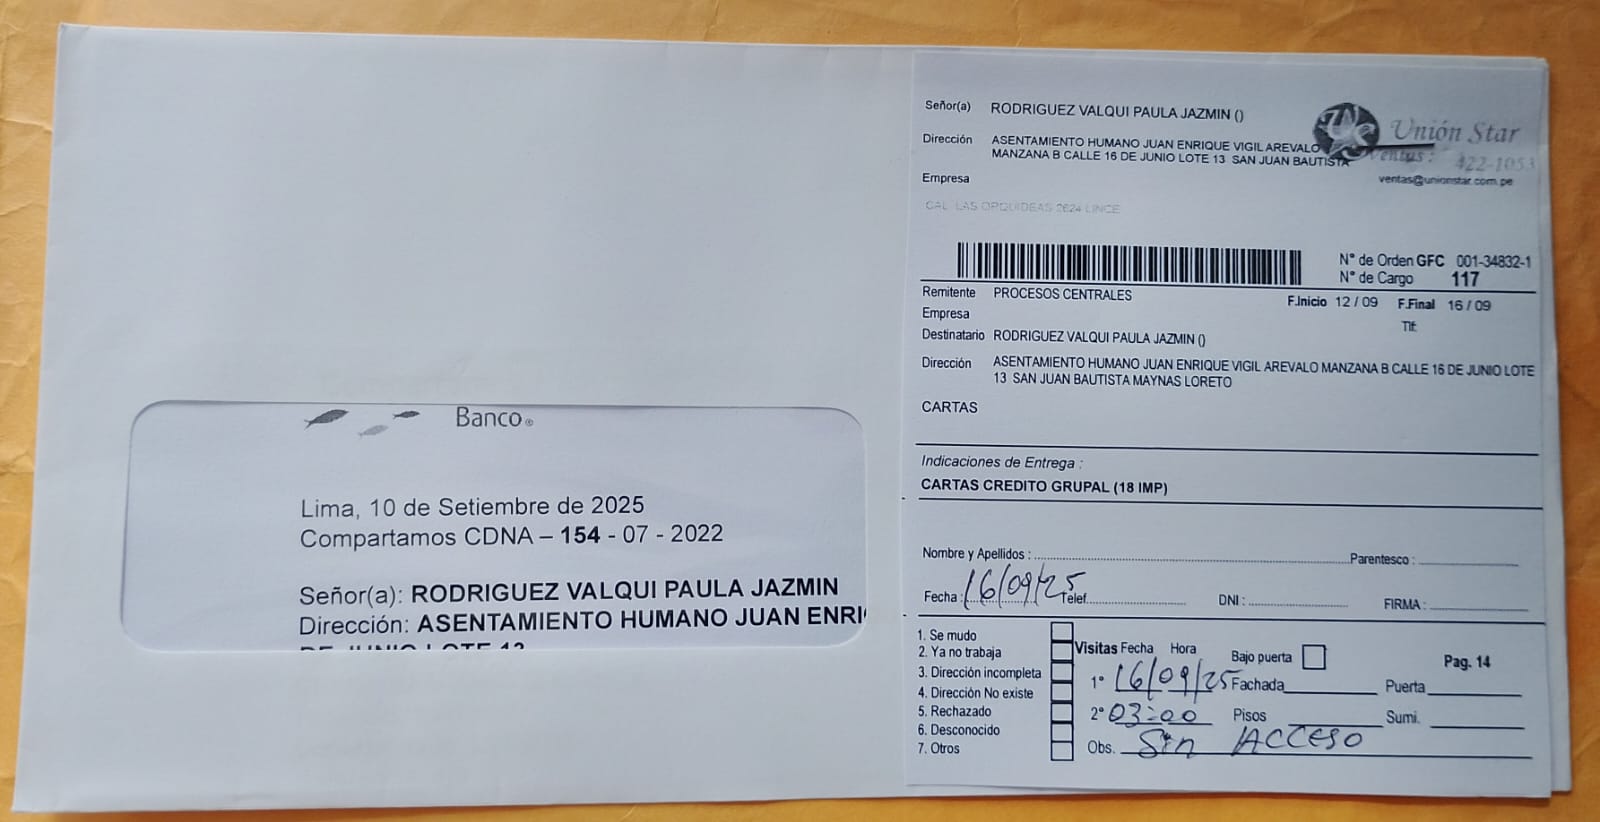 Banco®
Lima, 10 de Setiembre de 2025
Compartamos CDNA – 154 - 07 - 2022
Señor(a): RODRIGUEZ VALQUI PAULA JAZMIN
Dirección: ASENTAMIENTO HUMANO JUAN ENRI
DE JUNIO LOTE 13
Señor(a) RODRIGUEZ VALQUI PAULA JAZMIN ()
Unión Star
Dirección ASENTAMIENTO HUMANO JUAN ENRIQUE VIGIL AREVALO
MANZANA B CALLE 16 DE JUNIO LOTE 13 SAN JUAN BAUTISTA
Ventas: 422-1053
ventas@unionstar.com.pe
Empresa
CAL LAS ORQUIDEAS 2624 LINCE
N° de Orden GFC 001-34832-1
N° de Cargo 117
Remitente PROCESOS CENTRALES
F.Inicio 12 / 09 F.Final 16 / 09
Empresa
Tlf:
Destinatario RODRIGUEZ VALQUI PAULA JAZMIN ()
Dirección ASENTAMIENTO HUMANO JUAN ENRIQUE VIGIL AREVALO MANZANA B CALLE 16 DE JUNIO LOTE
13 SAN JUAN BAUTISTA MAYNAS LORETO
CARTAS
Indicaciones de Entrega :
CARTAS CREDITO GRUPAL (18 IMP)
Nombre y Apellidos : Parentesco :
Fecha : 16/09/25 Telef. DNI : FIRMA :
1. Se mudo
2. Ya no trabaja
3. Dirección incompleta
4. Dirección No existe
5. Rechazado
6. Desconocido
7. Otros
Visitas Fecha Hora Bajo puerta Pag. 14
1° 16/09/25 Fachada Puerta
2° 03:00 Pisos Sumi.
Obs. Sin ACCESO